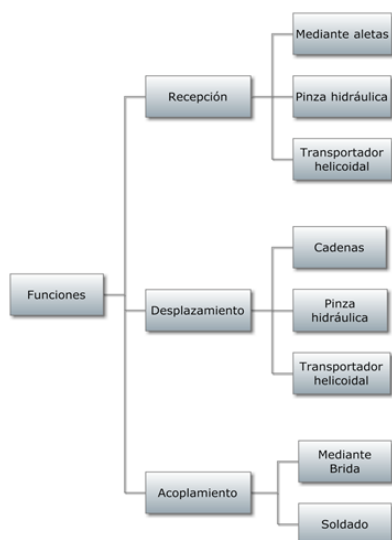 Mediante aletas
Recepción
Pinza hidráulica
Transportador
helicoidal
Cadenas
Funciones
Desplazamiento
Pinza
hidráulica
Transportador
helicoidal
Mediante
Brida
Acoplamiento
Soldado